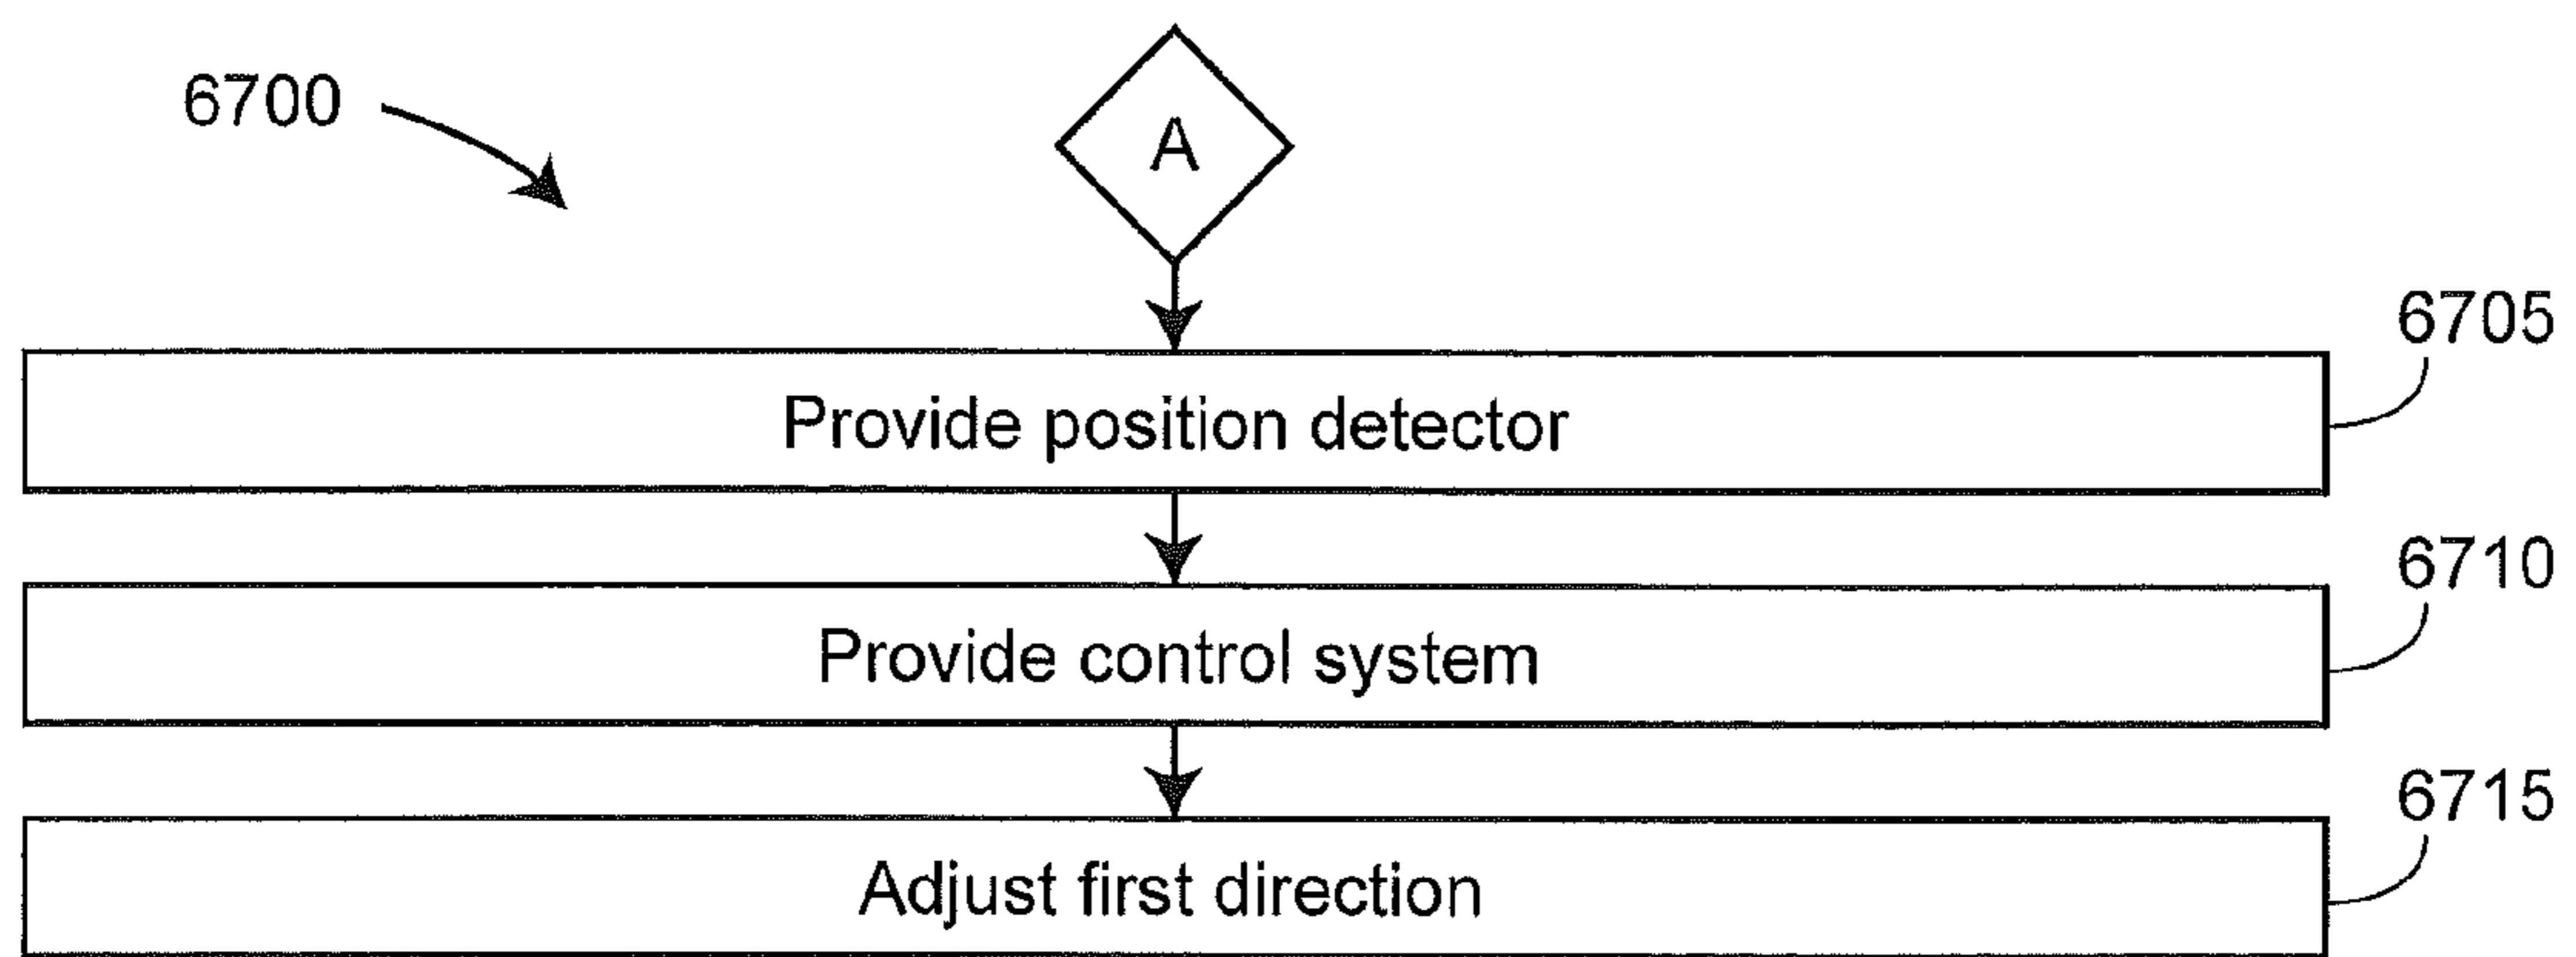 6700
A
6705
Provide position detector
6710
Provide control system
6715
Adjust first direction